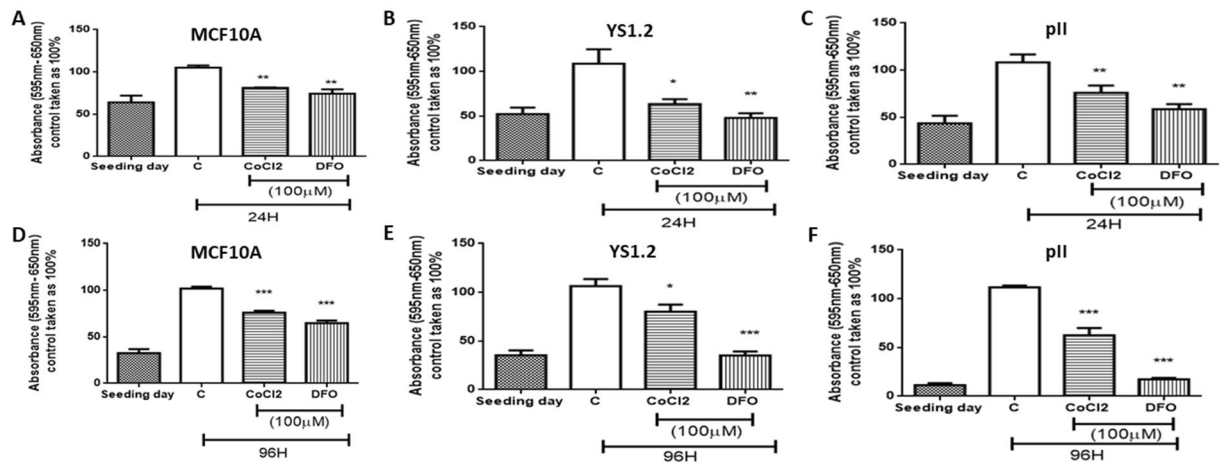 A
MCF10A
Absorbance (595nm-650nm)
control taken as 100%
150
100
50
0
**
**
Seeding day
C
CoCl2
DFO
(100μM)
24H
B
YS1.2
Absorbance (595nm-650nm)
control taken as 100%
150
100
50
0
*
**
Seeding day
C
CoCl2
DFO
(100μM)
24H
C
pII
Absorbance (595nm-650nm)
control taken as 100%
150
100
50
0
**
**
Seeding day
C
CoCl2
DFO
(100μM)
24H
D
MCF10A
Absorbance (595nm-650nm)
control taken as 100%
150
100
50
0
***
***
Seeding day
C
CoCl2
DFO
(100μM)
96H
E
YS1.2
Absorbance (595nm-650nm)
control taken as 100%
150
100
50
0
*
***
Seeding day
C
CoCl2
DFO
(100μM)
96H
F
pII
Absorbance (595nm-650nm)
control taken as 100%
150
100
50
0
***
***
Seeding day
C
CoCl2
DFO
(100μM)
96H